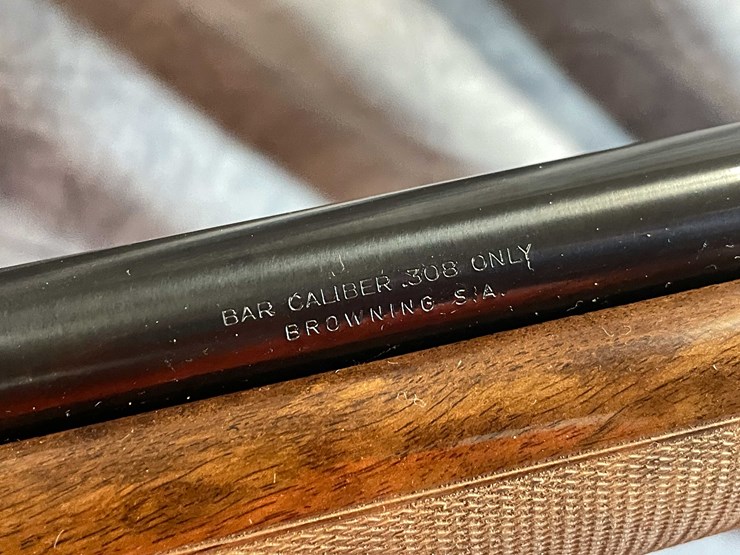 BAR CALIBER .308 ONLY
BROWNING S.A.